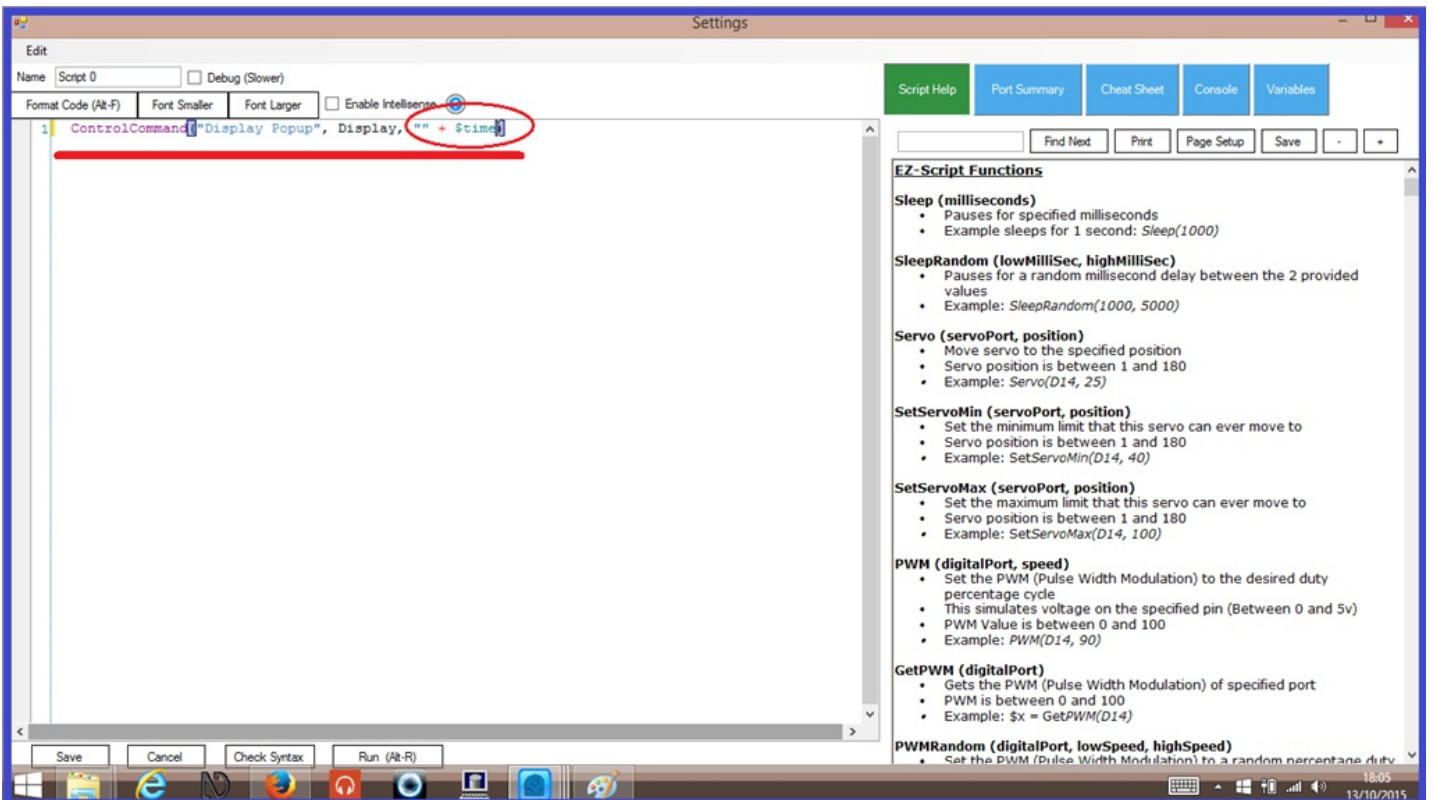 Settings
Edit
Name Script 0 Debug (Slower)
Format Code (Alt-F) Font Smaller Font Larger Enable Intellisense
1 ControlCommand("Display Popup", Display, "" + $time)
Save Cancel Check Syntax Run (Alt-R)
Script Help Port Summary Cheat Sheet Console Variables
Find Next Print Page Setup Save - +
EZ-Script Functions
Sleep (milliseconds)
• Pauses for specified milliseconds
• Example sleeps for 1 second: Sleep(1000)
SleepRandom (lowMilliSec, highMilliSec)
• Pauses for a random millisecond delay between the 2 provided
values
• Example: SleepRandom(1000, 5000)
Servo (servoPort, position)
• Move servo to the specified position
• Servo position is between 1 and 180
• Example: Servo(D14, 25)
SetServoMin (servoPort, position)
• Set the minimum limit that this servo can ever move to
• Servo position is between 1 and 180
• Example: SetServoMin(D14, 40)
SetServoMax (servoPort, position)
• Set the maximum limit that this servo can ever move to
• Servo position is between 1 and 180
• Example: SetServoMax(D14, 100)
PWM (digitalPort, speed)
• Set the PWM (Pulse Width Modulation) to the desired duty
percentage cycle
• This simulates voltage on the specified pin (Between 0 and 5v)
• PWM Value is between 0 and 100
• Example: PWM(D14, 90)
GetPWM (digitalPort)
• Gets the PWM (Pulse Width Modulation) of specified port
• PWM is between 0 and 100
• Example: $x = GetPWM(D14)
PWMRandom (digitalPort, lowSpeed, highSpeed)
• Set the PWM (Pulse Width Modulation) to a random percentage duty
18:05
13/10/2015